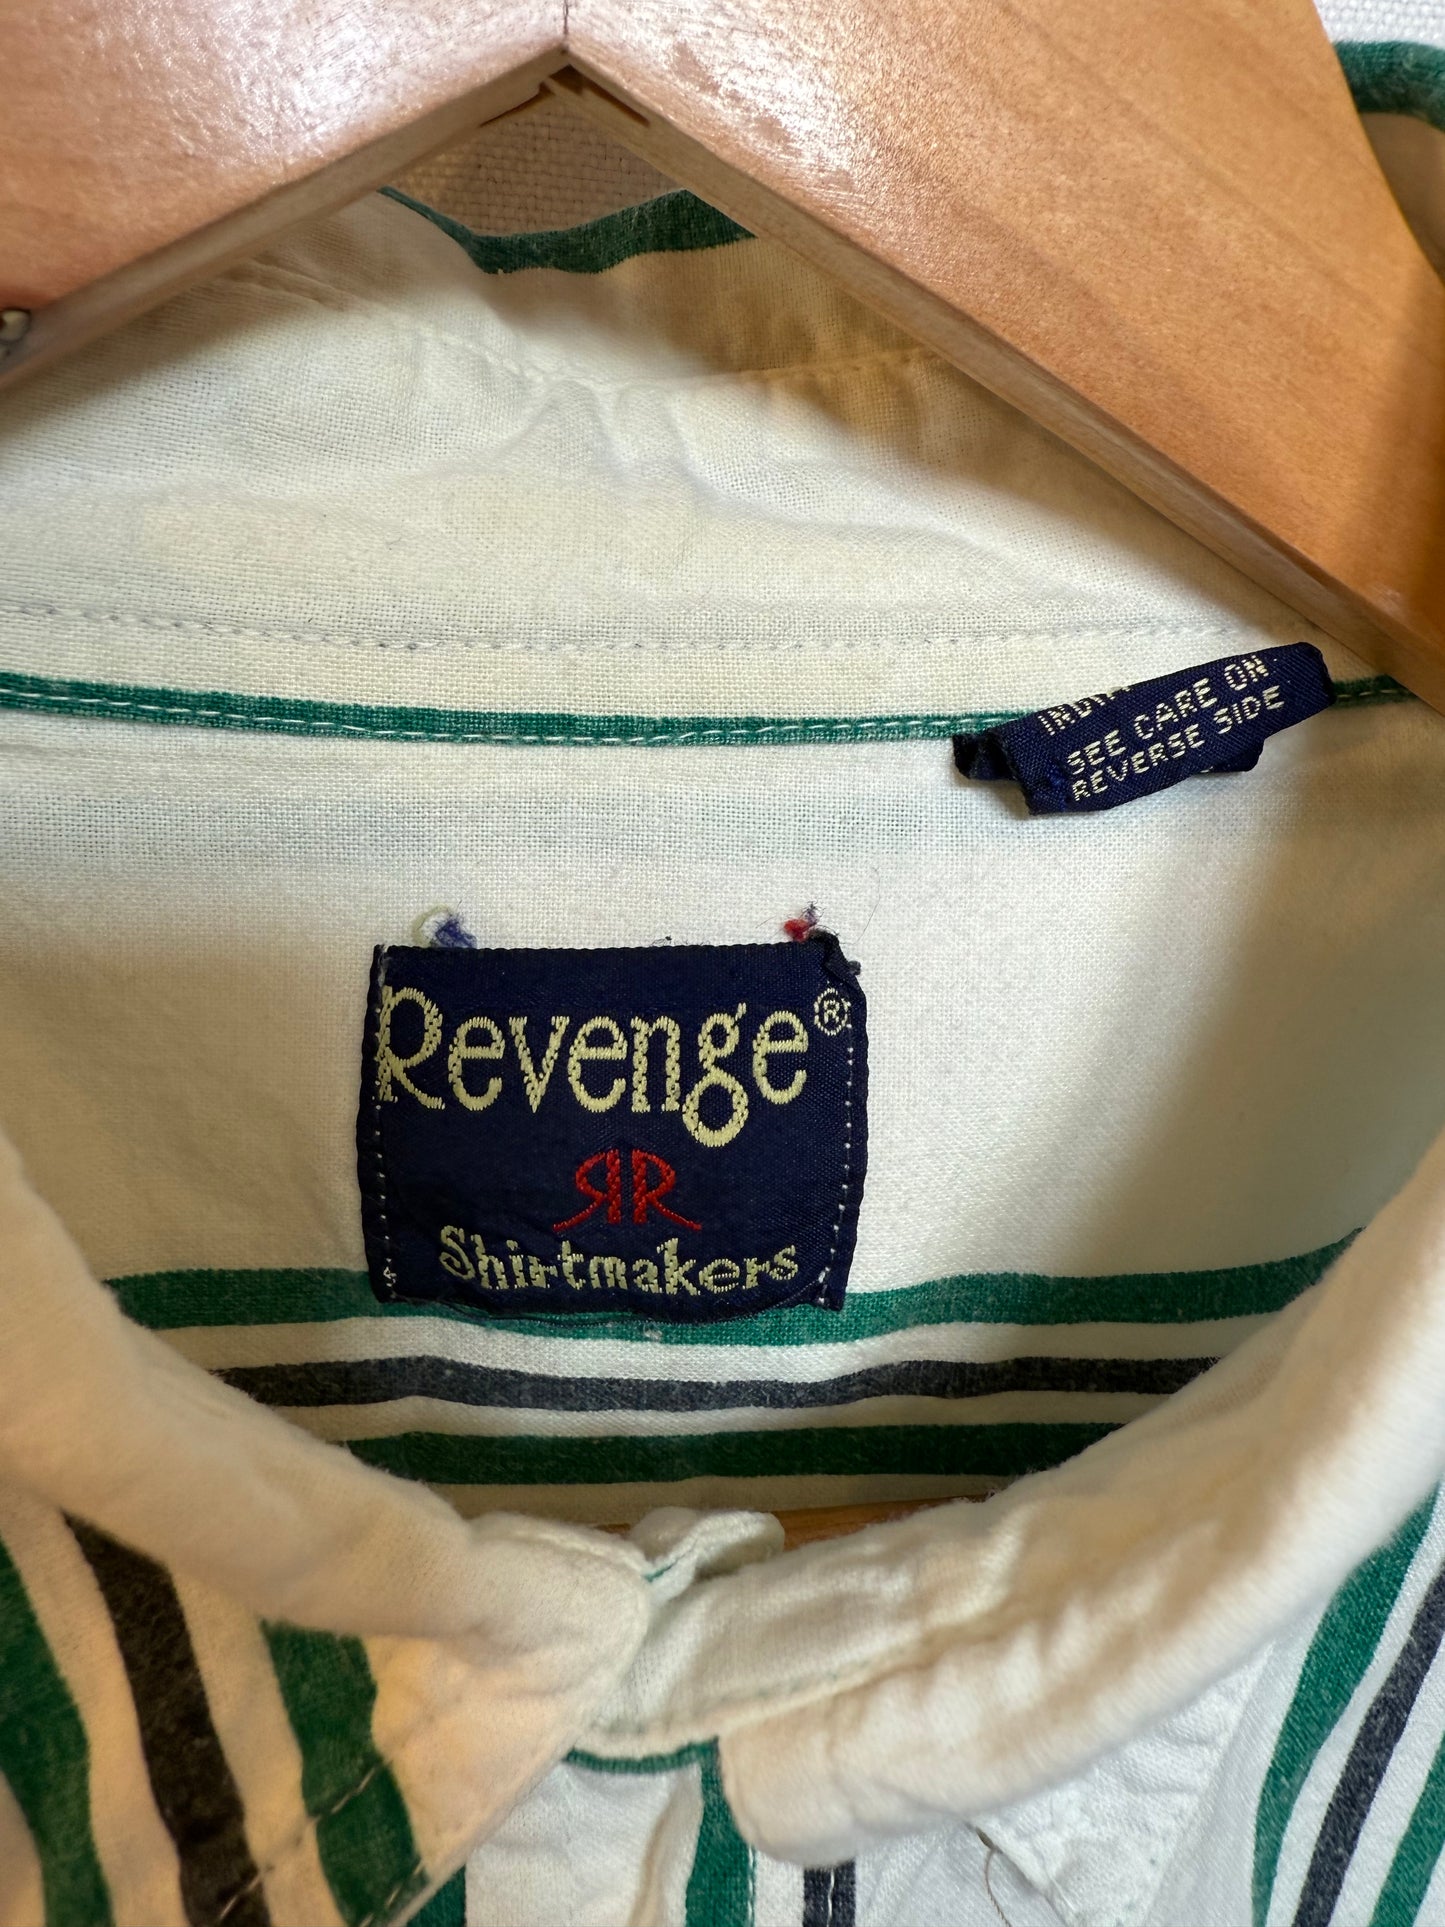 SEE CARE ON
REVERSE SIDE
Revenge®
RR
Shirtmakers